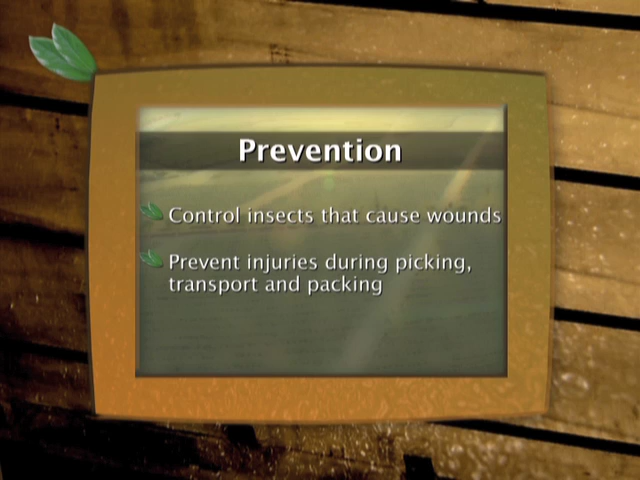 Prevention
Control insects that cause wounds
Prevent injuries during picking,
transport and packing